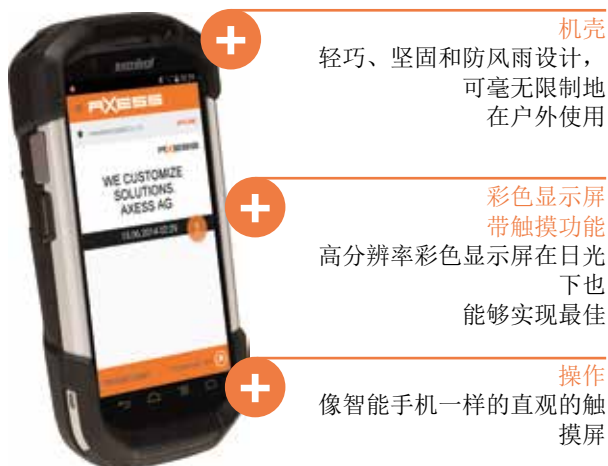 机壳
轻巧、坚固和防风雨设计，
可毫无限制地
在户外使用
AXESS
AXESS
WE CUSTOMIZE
SOLUTIONS.
AXESS AG
彩色显示屏
带触摸功能
高分辨率彩色显示屏在日光
下也
能够实现最佳
操作
像智能手机一样的直观的触
摸屏